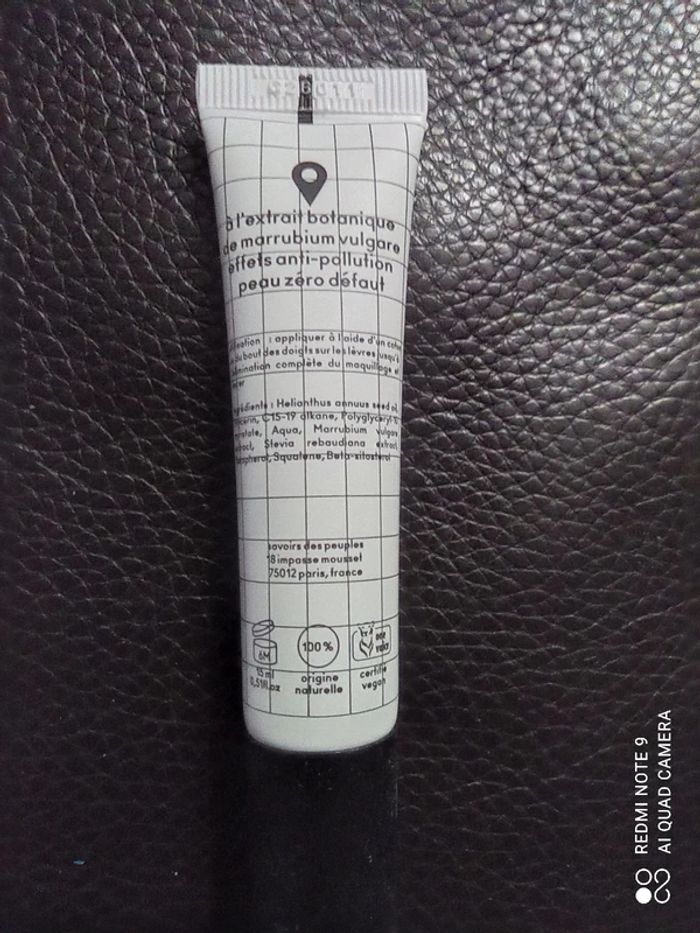 à l'extrait botanique
de marrubium vulgare
effets anti-pollution
peau zéro défaut
: appliquer à l'aide d'un
du bout des doigts sur les lèvres jusqu'à
complète du maquillage et
: Helianthus annuus seed oil,
C15-19 alkane,
Aqua, Marrubium vulgare
Stevia rebaudiana extract,
Squalene, Beta-sitosterol
savoirs des peuples
18 impasse mousset
75012 paris, france
6M
100%
15 ml
0,51fl.oz
origine
naturelle
certifié
vegan
REDMI NOTE 9
AI QUAD CAMERA